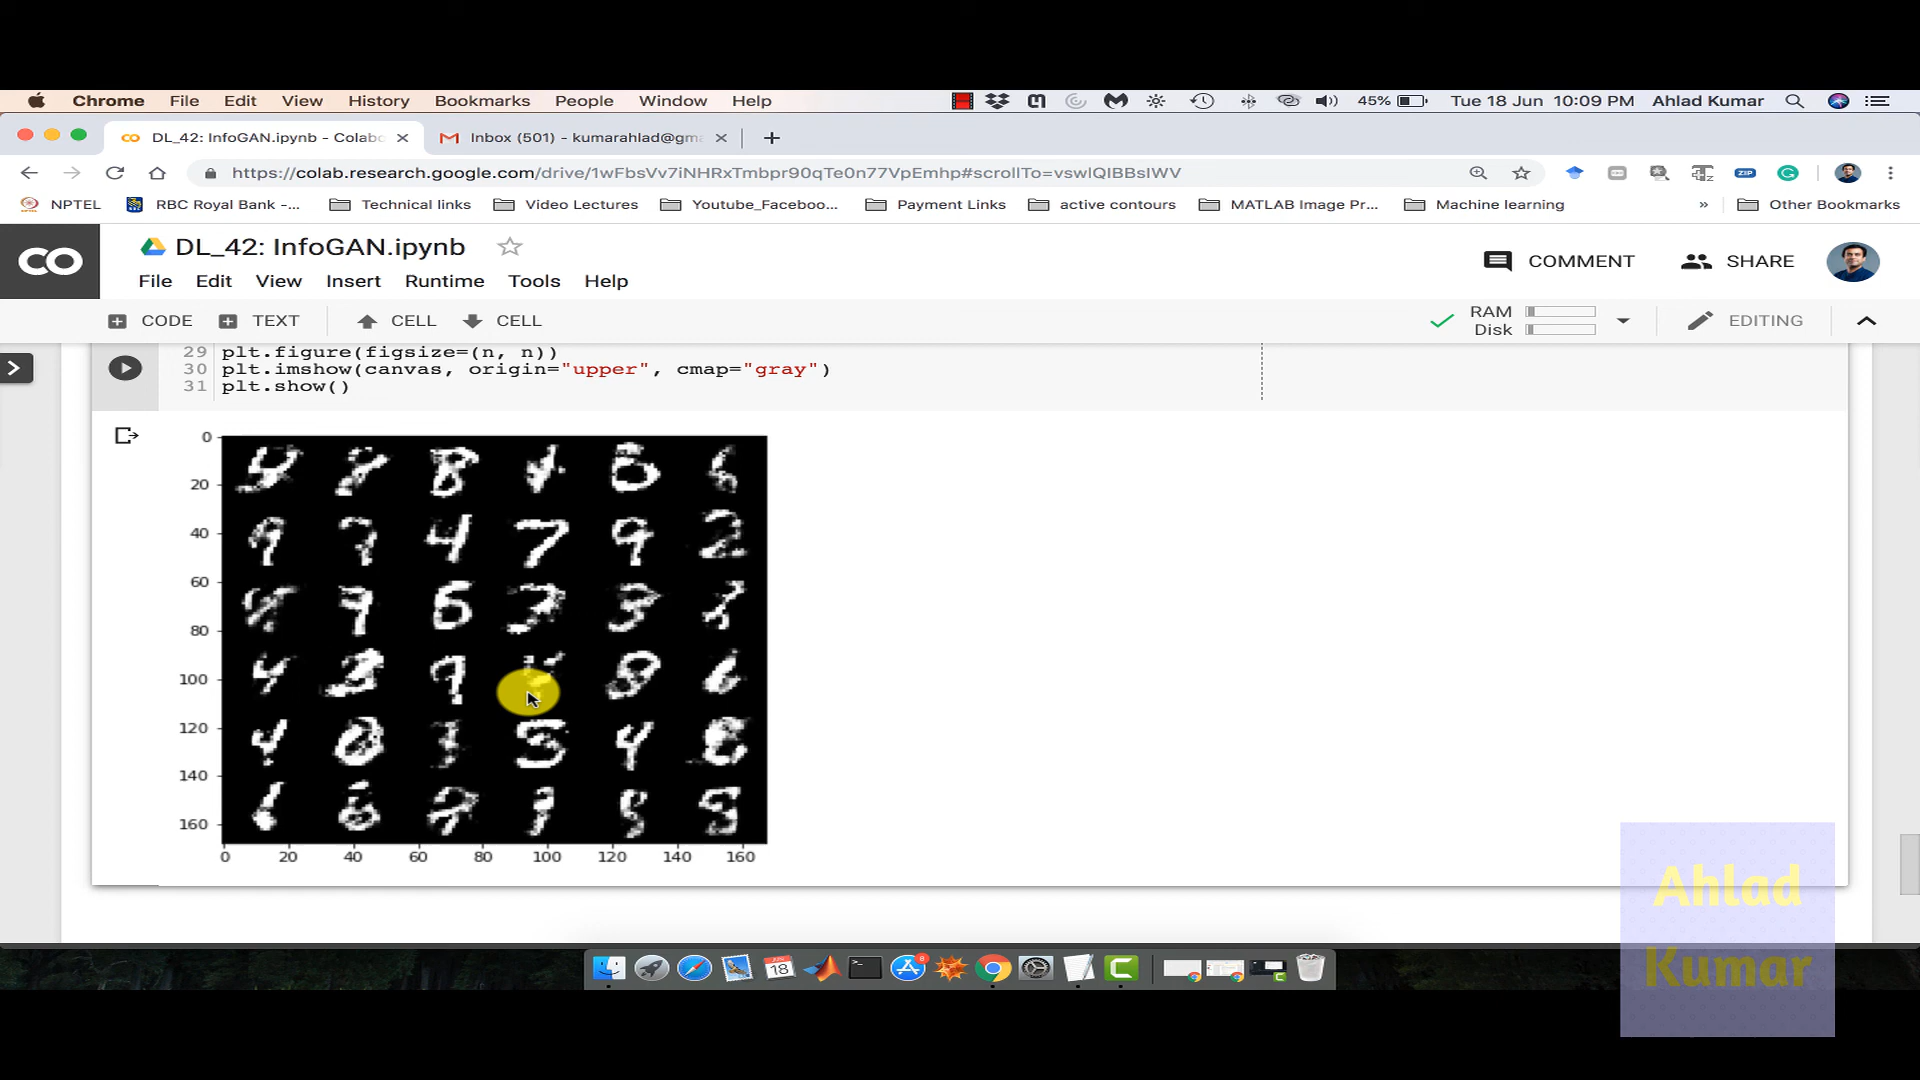 Chrome File Edit View History Bookmarks People Window Help 45% Tue 18 Jun 10:09 PM Ahlad Kumar
DL_42: InfoGAN.ipynb - Colabo Inbox (501) - kumarahlad@gma
https://colab.research.google.com/drive/1wFbsVv7iNHRxTmbpr90qTe0n77VpEmhp#scrollTo=vswlQIBBsIWV
NPTEL RBC Royal Bank -... Technical links Video Lectures Youtube_Faceboo... Payment Links active contours MATLAB Image Pr... Machine learning » Other Bookmarks
CO DL_42: InfoGAN.ipynb
COMMENT SHARE
File Edit View Insert Runtime Tools Help
CODE TEXT CELL CELL RAM Disk EDITING
29 plt.figure(figsize=(n, n))
30 plt.imshow(canvas, origin="upper", cmap="gray")
31 plt.show()
0
20
40
60
80
100
120
140
160
0 20 40 60 80 100 120 140 160
Ahlad
Kumar